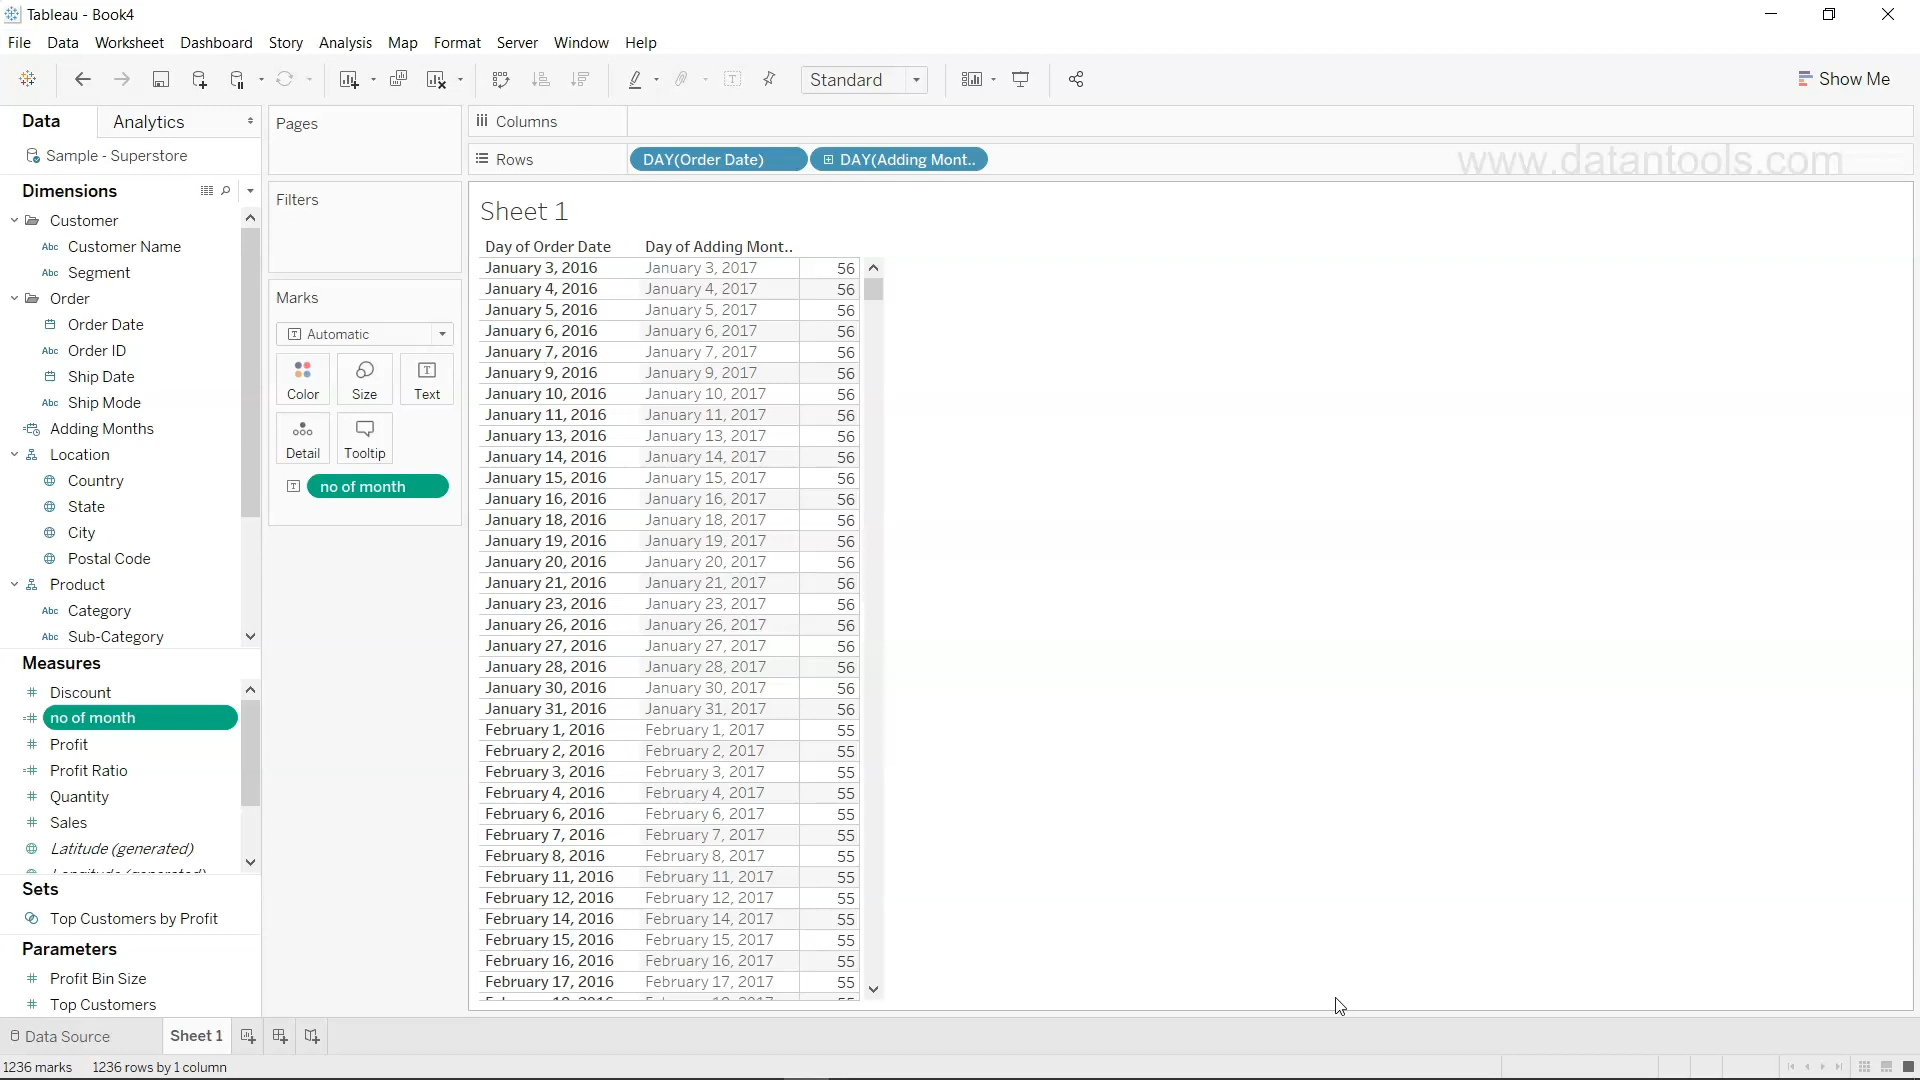 Tableau - Book4
File Data Worksheet Dashboard Story Analysis Map Format Server Window Help
Standard
Show Me
Data
Analytics
Sample - Superstore
Dimensions
Customer
Abc Customer Name
Abc Segment
Order
Order Date
Abc Order ID
Ship Date
Abc Ship Mode
Adding Months
Location
Country
State
City
Postal Code
Product
Abc Category
Abc Sub-Category
Measures
Discount
no of month
Profit
Profit Ratio
Quantity
Sales
Latitude (generated)
Longitude (generated)
Sets
Top Customers by Profit
Parameters
Profit Bin Size
Top Customers
Pages
Filters
Marks
Automatic
Color Size Text
Detail Tooltip
no of month
Columns
Rows DAY(Order Date) DAY(Adding Mont..
www.datantools.com
Sheet 1
Day of Order Date Day of Adding Mont..
January 3, 2016 January 3, 2017 56
January 4, 2016 January 4, 2017 56
January 5, 2016 January 5, 2017 56
January 6, 2016 January 6, 2017 56
January 7, 2016 January 7, 2017 56
January 9, 2016 January 9, 2017 56
January 10, 2016 January 10, 2017 56
January 11, 2016 January 11, 2017 56
January 13, 2016 January 13, 2017 56
January 14, 2016 January 14, 2017 56
January 15, 2016 January 15, 2017 56
January 16, 2016 January 16, 2017 56
January 18, 2016 January 18, 2017 56
January 19, 2016 January 19, 2017 56
January 20, 2016 January 20, 2017 56
January 21, 2016 January 21, 2017 56
January 23, 2016 January 23, 2017 56
January 26, 2016 January 26, 2017 56
January 27, 2016 January 27, 2017 56
January 28, 2016 January 28, 2017 56
January 30, 2016 January 30, 2017 56
January 31, 2016 January 31, 2017 56
February 1, 2016 February 1, 2017 55
February 2, 2016 February 2, 2017 55
February 3, 2016 February 3, 2017 55
February 4, 2016 February 4, 2017 55
February 6, 2016 February 6, 2017 55
February 7, 2016 February 7, 2017 55
February 8, 2016 February 8, 2017 55
February 11, 2016 February 11, 2017 55
February 12, 2016 February 12, 2017 55
February 14, 2016 February 14, 2017 55
February 15, 2016 February 15, 2017 55
February 16, 2016 February 16, 2017 55
February 17, 2016 February 17, 2017 55
Data Source
Sheet 1
1236 marks 1236 rows by 1 column